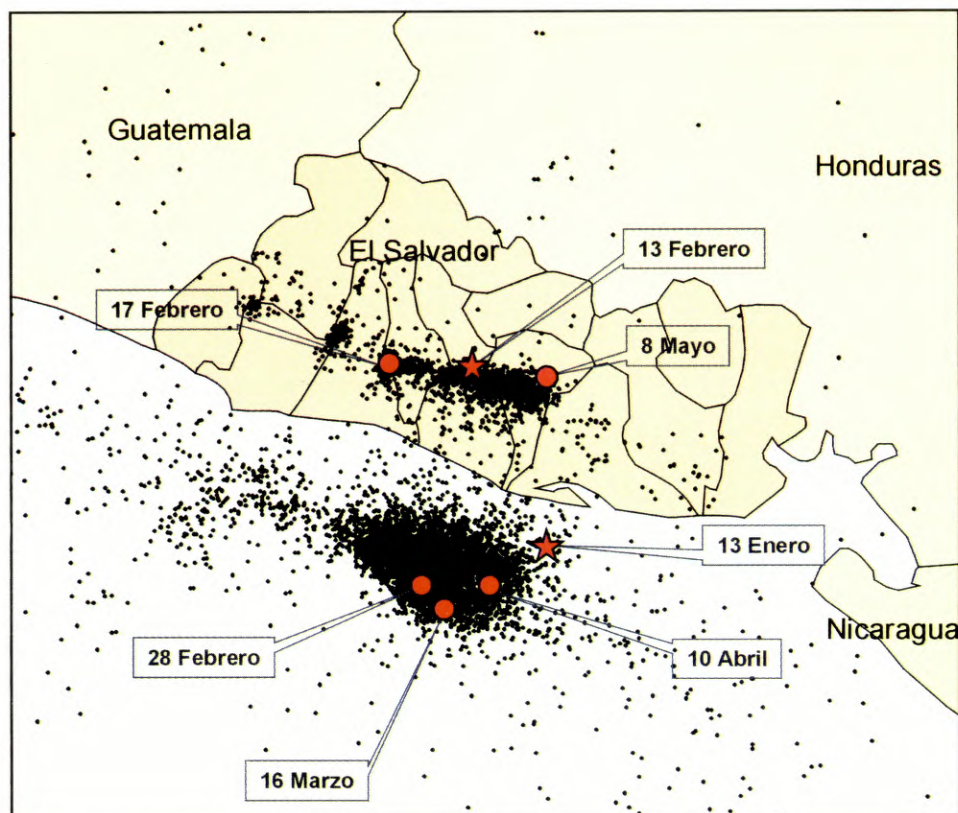 Guatemala
Honduras
El Salvador
13 Febrero
17 Febrero
8 Mayo
13 Enero
Nicaragua
28 Febrero
10 Abril
16 Marzo